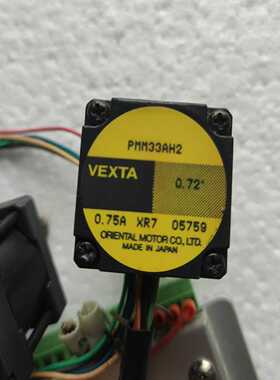 PMM33AH2
VEXTA
0.72°
0.75A XR7 05759
ORIENTAL MOTOR CO., LTD.
MADE IN JAPAN